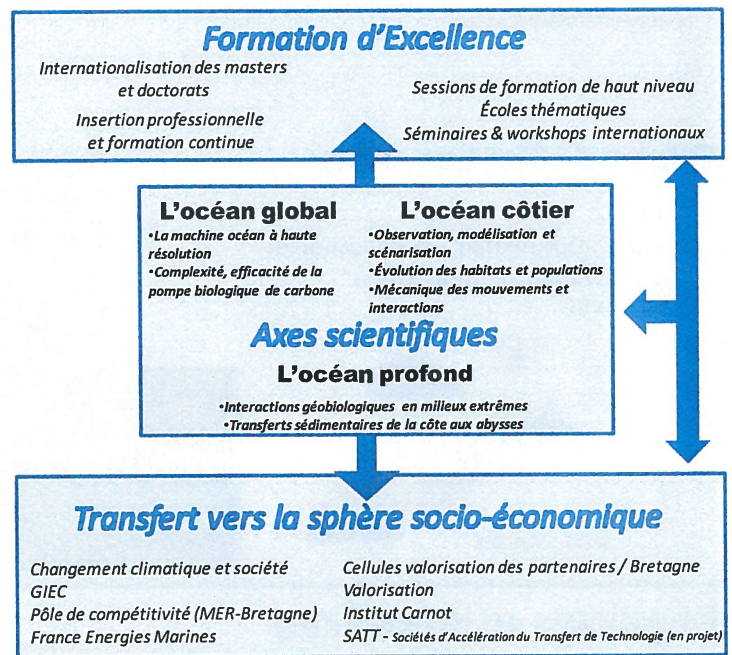 Formation d'Excellence
Internationalisation des masters
et doctorats
Insertion professionnelle
et formation continue
Sessions de formation de haut niveau
Écoles thématiques
Séminaires & workshops internationaux
L'océan global
•La machine océan à haute
résolution
•Complexité, efficacité de la
pompe biologique de carbone
L'océan côtier
•Observation, modélisation et
scénarisation
•Évolution des habitats et populations
•Mécanique des mouvements et
interactions
Axes scientifiques
L'océan profond
•Interactions géobiologiques en milieux extrêmes
•Transferts sédimentaires de la côte aux abysses
Transfert vers la sphère socio-économique
Changement climatique et société
GIEC
Pôle de compétitivité (MER-Bretagne)
France Energies Marines
Cellules valorisation des partenaires / Bretagne
Valorisation
Institut Carnot
SATT - Sociétés d'Accélération du Transfert de Technologie (en projet)